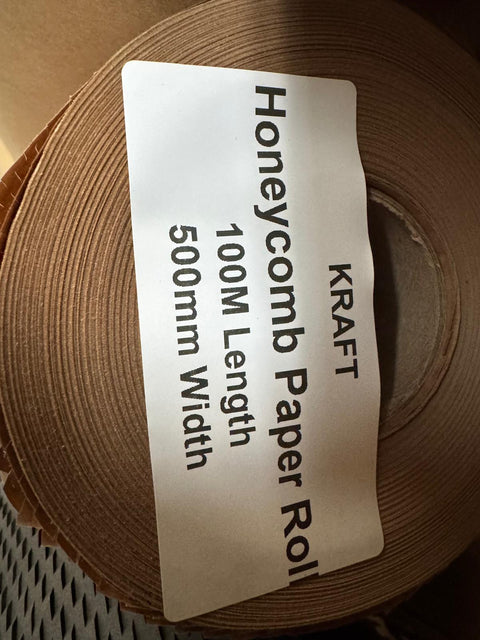 KRAFT
Honeycomb Paper Roll
100M Length
500mm Width